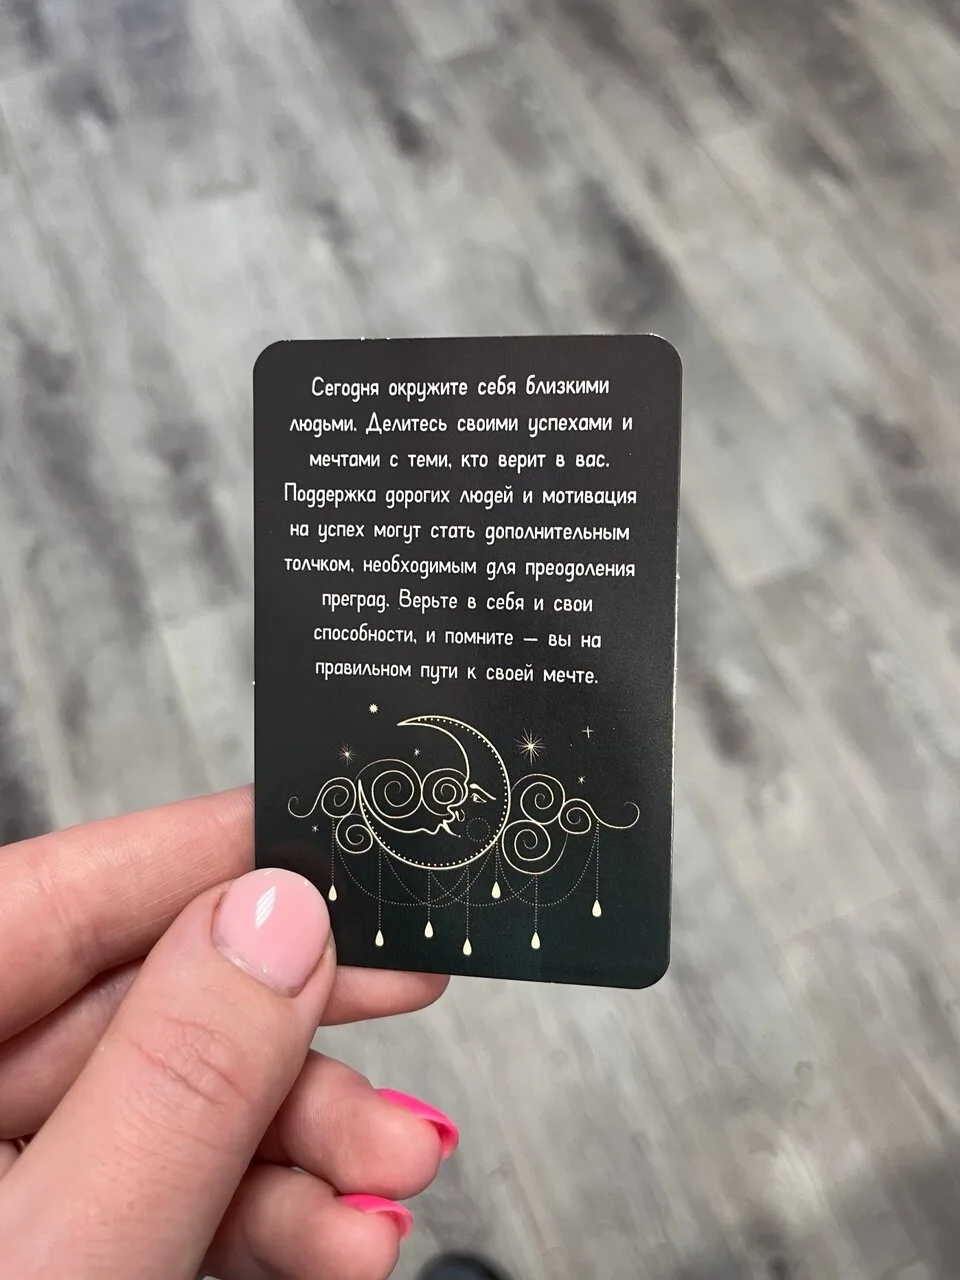 Сегодня окружите себя близкими
людьми. Делитесь своими успехами и
мечтами с теми, кто верит в вас.
Поддержка дорогих людей и мотивация
на успех могут стать дополнительным
толчком, необходимым для преодоления
преград. Верьте в себя и свои
способности, и помните — вы на
правильном пути к своей мечте.